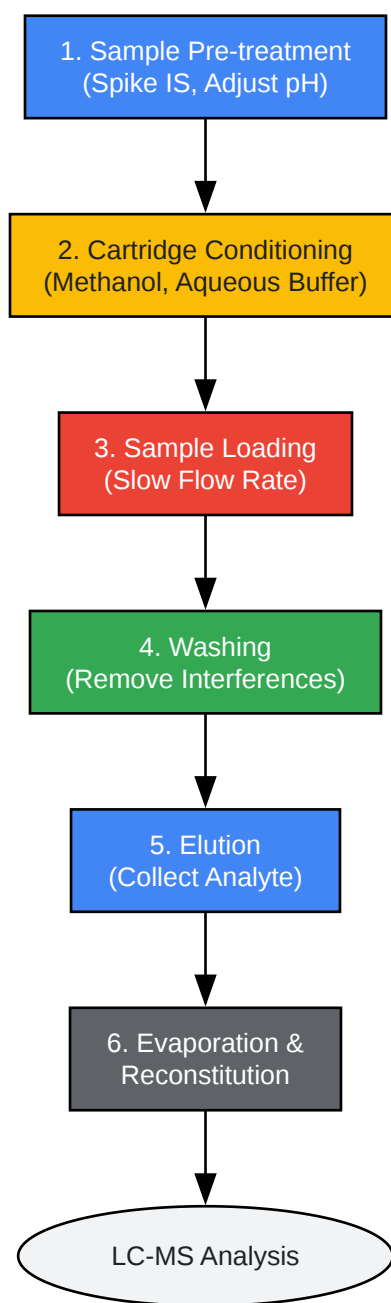 1. Sample Pre-treatment
(Spike IS, Adjust pH)
2. Cartridge Conditioning
(Methanol, Aqueous Buffer)
3. Sample Loading
(Slow Flow Rate)
4. Washing
(Remove Interferences)
5. Elution
(Collect Analyte)
6. Evaporation &
Reconstitution
LC-MS Analysis